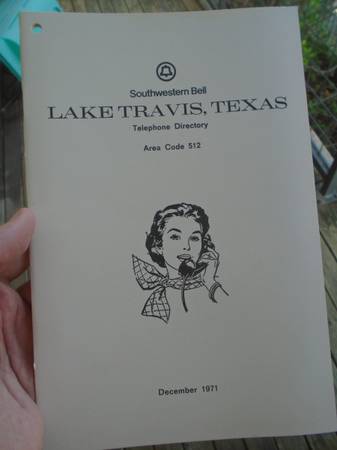 Southwestern Bell
LAKE TRAVIS, TEXAS
Telephone Directory
Area Code 512
December 1971